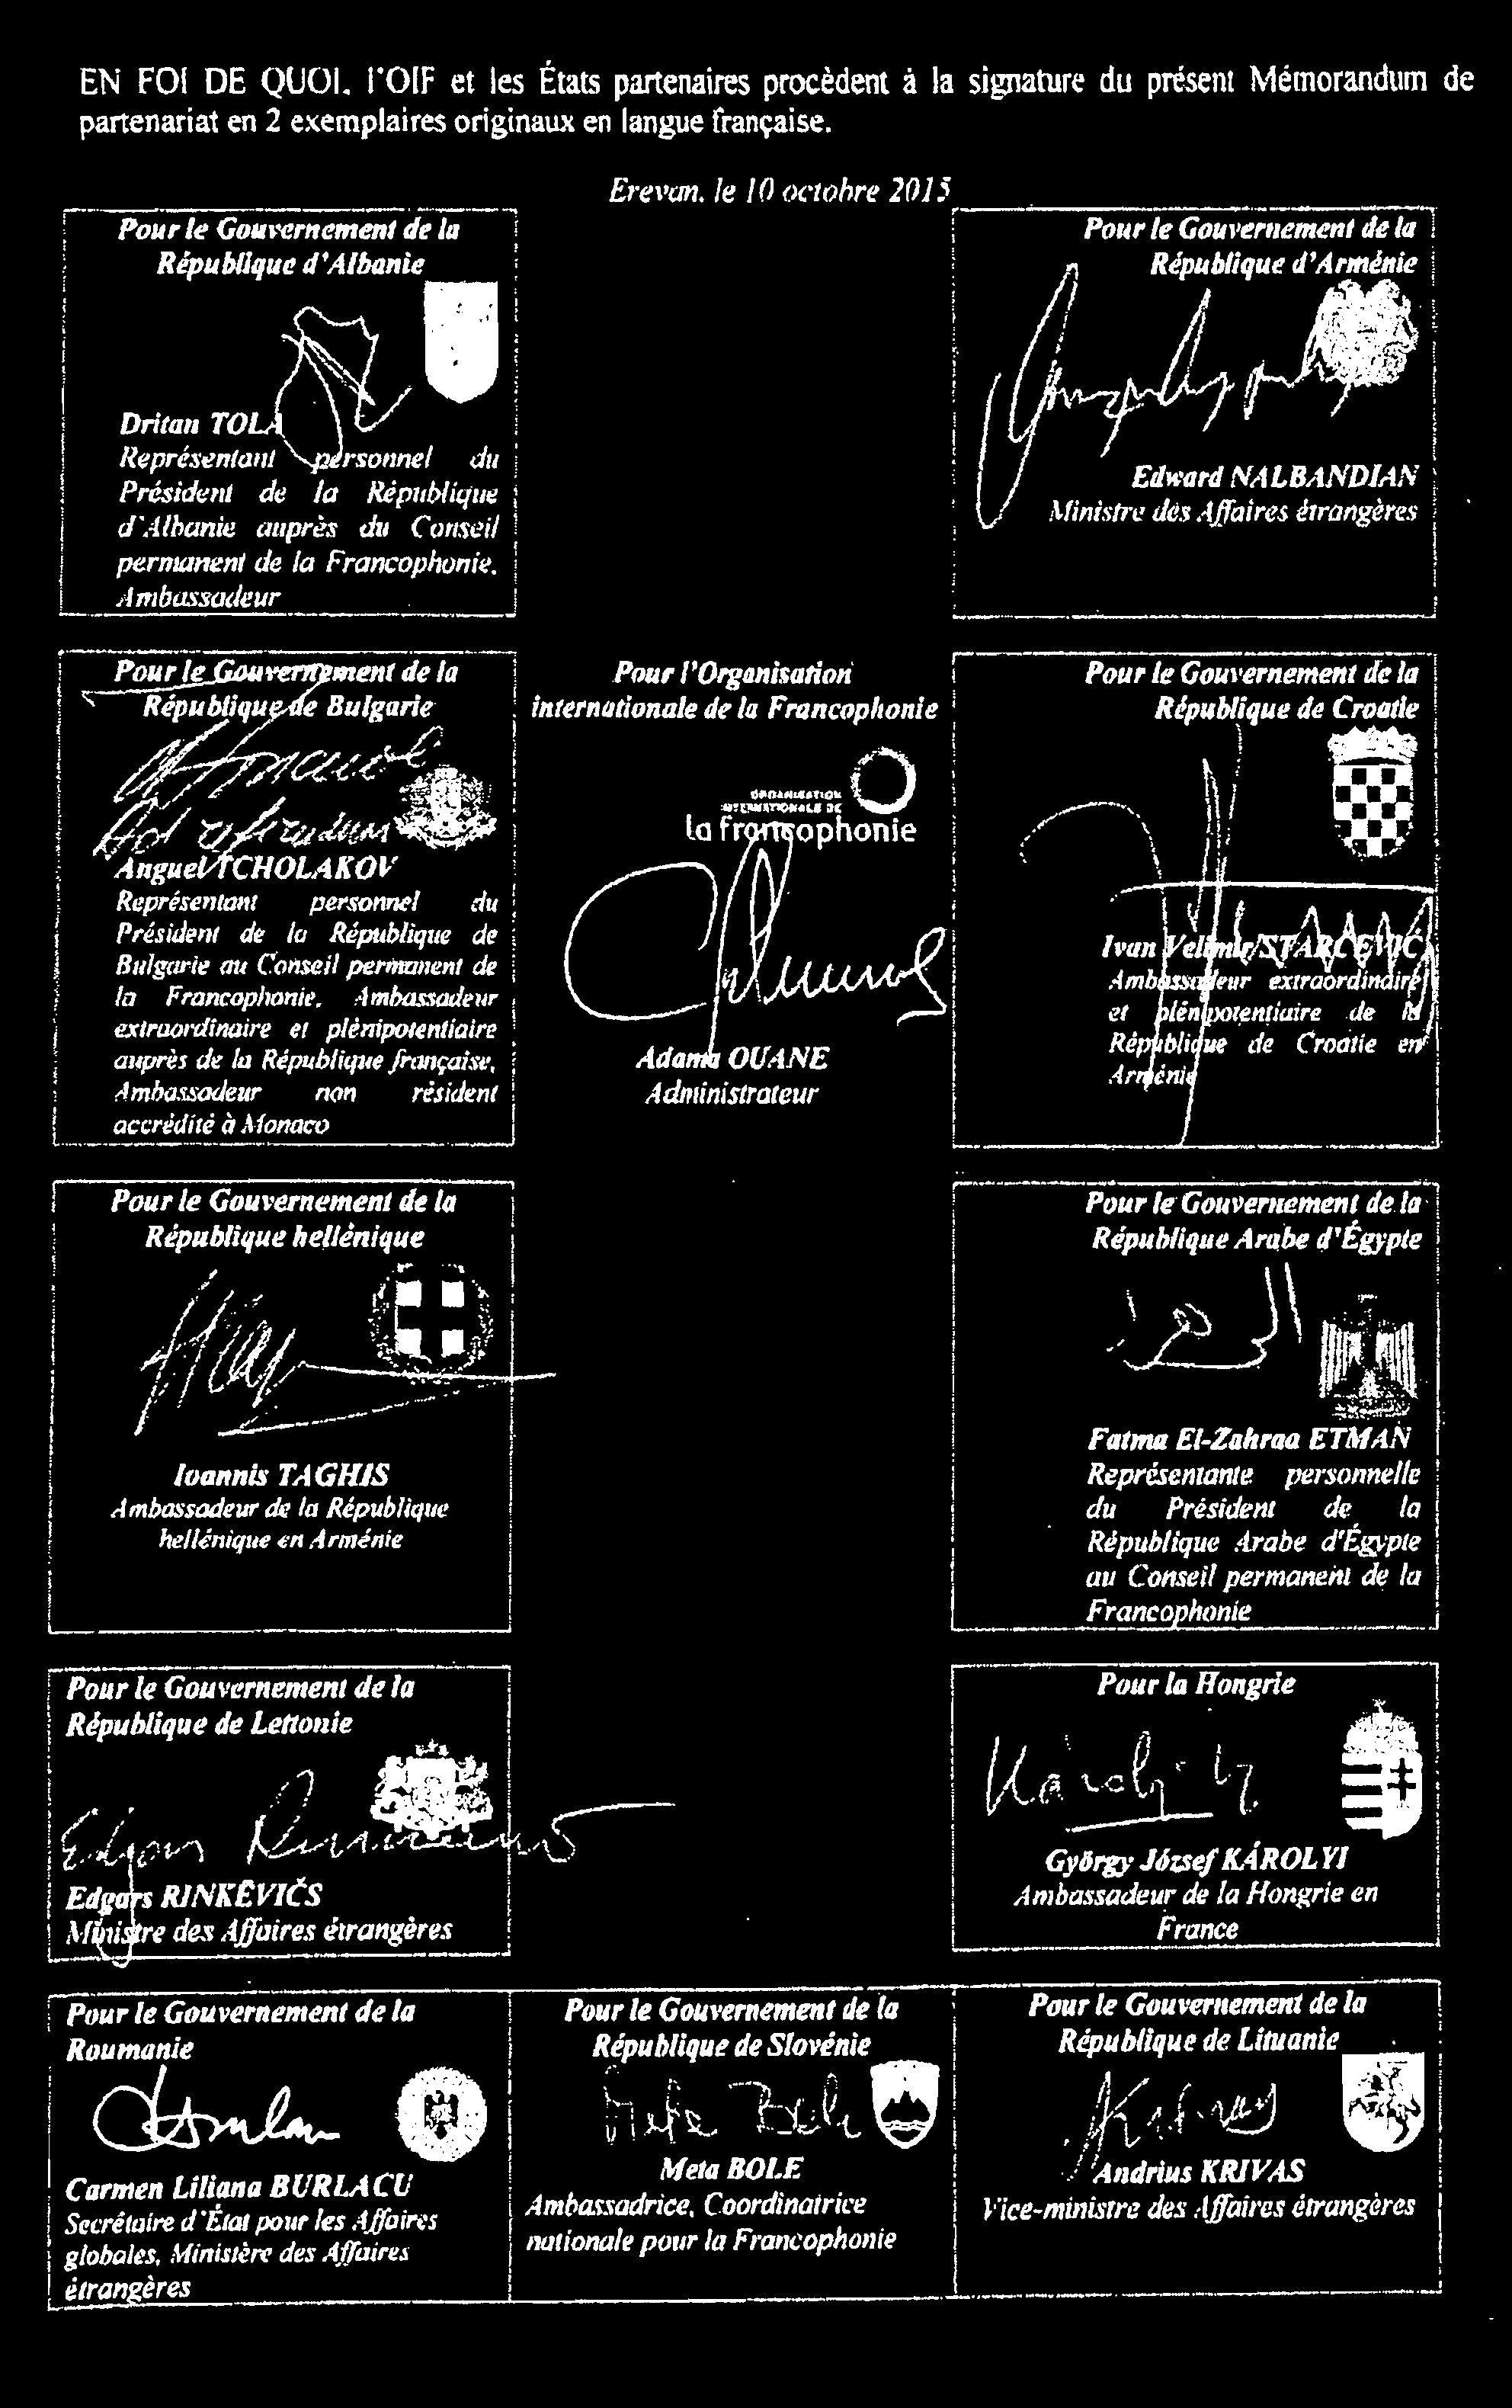 EN FOI DE QUOI, l'OIF et les États partenaires procèdent à la signature du présent Mémorandum de
partenariat en 2 exemplaires originaux en langue française.
Erevan, le 10 octobre 2015
Pour le Gouvernement de la
République d'Albanie
Dritan TOLA
Représentant personnel du
Président de la République
d'Albanie auprès du Conseil
permanent de la Francophonie,
Ambassadeur
Pour le Gouvernement de la
République d'Arménie
Edward NALBANDIAN
Ministre des Affaires étrangères
Pour le Gouvernement de la
République de Bulgarie
Ad referendum
Anguel TCHOLAKOV
Représentant personnel du
Président de la République de
Bulgarie au Conseil permanent de
la Francophonie, Ambassadeur
extraordinaire et plénipotentiaire
auprès de la République française,
Ambassadeur non résident
accrédité à Monaco
Pour l'Organisation
internationale de la Francophonie
ORGANISATION
INTERNATIONALE DE
la francophonie
Adama OUANE
Administrateur
Pour le Gouvernement de la
République de Croatie
Ivan Velimir STARČEVIĆ
Ambassadeur extraordinaire
et plénipotentiaire de la
République de Croatie en
Arménie
Pour le Gouvernement de la
République hellénique
Ioannis TAGHIS
Ambassadeur de la République
hellénique en Arménie
Pour le Gouvernement de la
République Arabe d'Égypte
Fatma El-Zahraa ETMAN
Représentante personnelle
du Président de la
République Arabe d'Égypte
au Conseil permanent de la
Francophonie
Pour le Gouvernement de la
République de Lettonie
Edgars RINKĒVIČS
Ministre des Affaires étrangères
Pour la Hongrie
György József KÁROLYI
Ambassadeur de la Hongrie en
France
Pour le Gouvernement de la
Roumanie
Carmen Liliana BURLACU
Secrétaire d'État pour les Affaires
globales, Ministère des Affaires
étrangères
Pour le Gouvernement de la
République de Slovénie
Meta Bole
Meta BOLE
Ambassadrice, Coordinatrice
nationale pour la Francophonie
Pour le Gouvernement de la
République de Lituanie
Andrius KRIVAS
Vice-ministre des Affaires étrangères